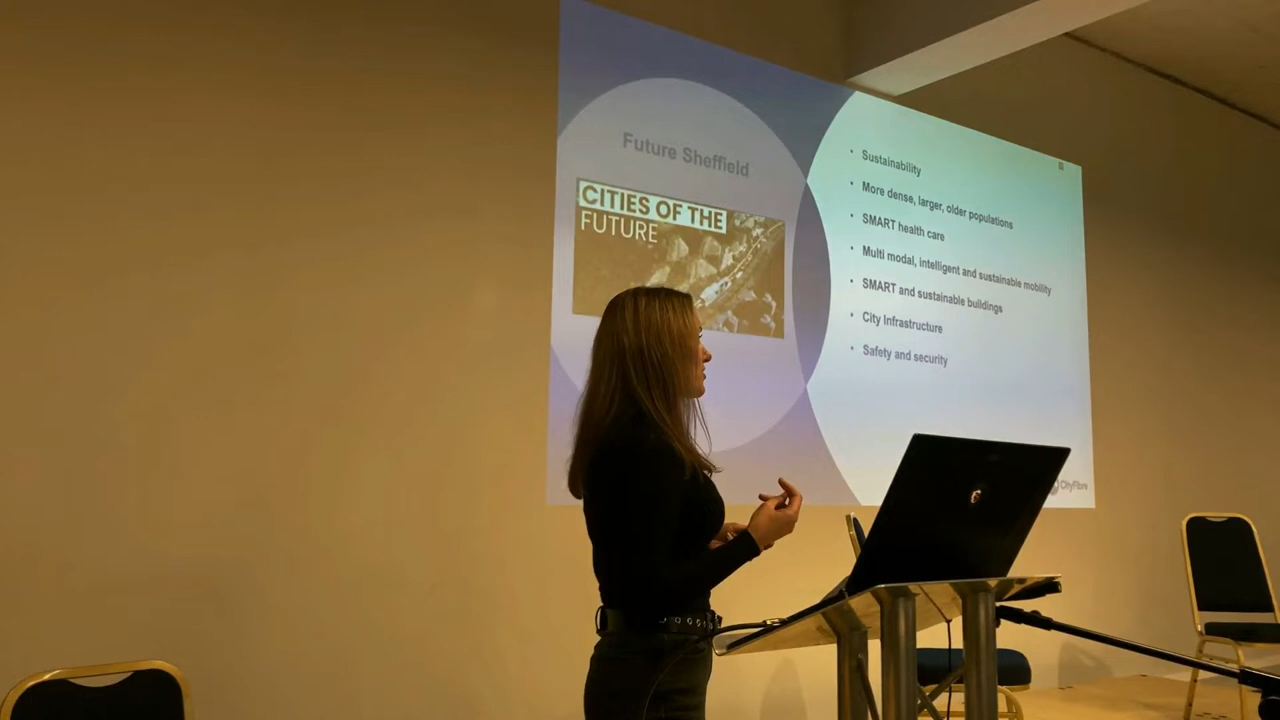 Future Sheffield
CITIES OF THE
FUTURE
Sustainability
More dense, larger, older populations
SMART health care
Multi modal, intelligent and sustainable mobility
SMART and sustainable buildings
City Infrastructure
Safety and security
CityFibre